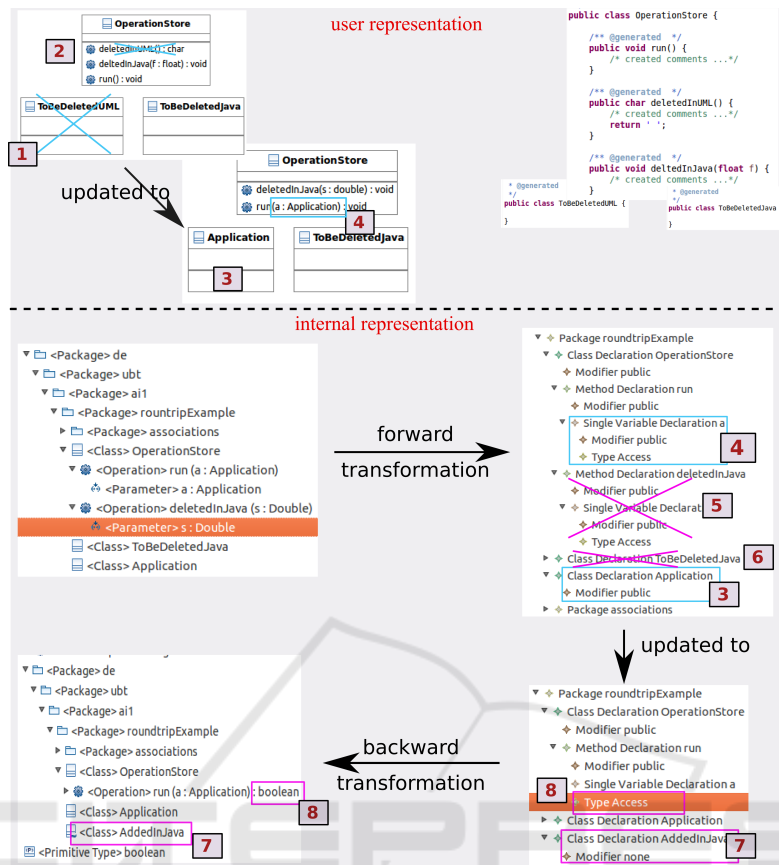 user representation
OperationStore
2
deletedInUML() : char
deltedInJava(f : float) : void
run() : void
ToBeDeletedUML
ToBeDeletedJava
1
updated to
OperationStore
deletedInJava(s : double) : void
run(a : Application) : void
4
Application
ToBeDeletedJava
3
public class OperationStore {
/** @generated */
public void run() {
/* created comments ...*/
}
/** @generated */
public char deletedInUML() {
/* created comments ...*/
return ' ';
}
/** @generated */
public void deltedInJava(float f) {
/* created comments ...*/
}
* @generated
*/
public class ToBeDeletedUML {
}
* @generated
*/
public class ToBeDeletedJava
}
internal representation
<Package> de
<Package> ubt
<Package> ai1
<Package> rountripExample
<Package> associations
<Class> OperationStore
<Operation> run (a : Application)
<Parameter> a : Application
<Operation> deletedInJava (s : Double)
<Parameter> s : Double
<Class> ToBeDeletedJava
<Class> Application
forward
transformation
Package roundtripExample
Class Declaration OperationStore
Modifier public
Method Declaration run
Modifier public
Single Variable Declaration a
Modifier public
4
Type Access
Method Declaration deletedInJava
Modifier public
5
Single Variable Declarat
Modifier public
Type Access
Class Declaration ToBeDeletedJava
6
Class Declaration Application
Modifier public
3
Package associations
updated to
Package roundtripExample
Class Declaration OperationStore
Modifier public
Method Declaration run
Modifier public
Single Variable Declaration a
8
Type Access
Class Declaration Application
Class Declaration AddedInJava
7
Modifier none
backward
transformation
<Package> de
<Package> ubt
<Package> ai1
<Package> roundtripExample
<Package> associations
<Class> OperationStore
<Operation> run (a : Application) : boolean
8
<Class> Application
<Class> AddedInJava
7
<Primitive Type> boolean